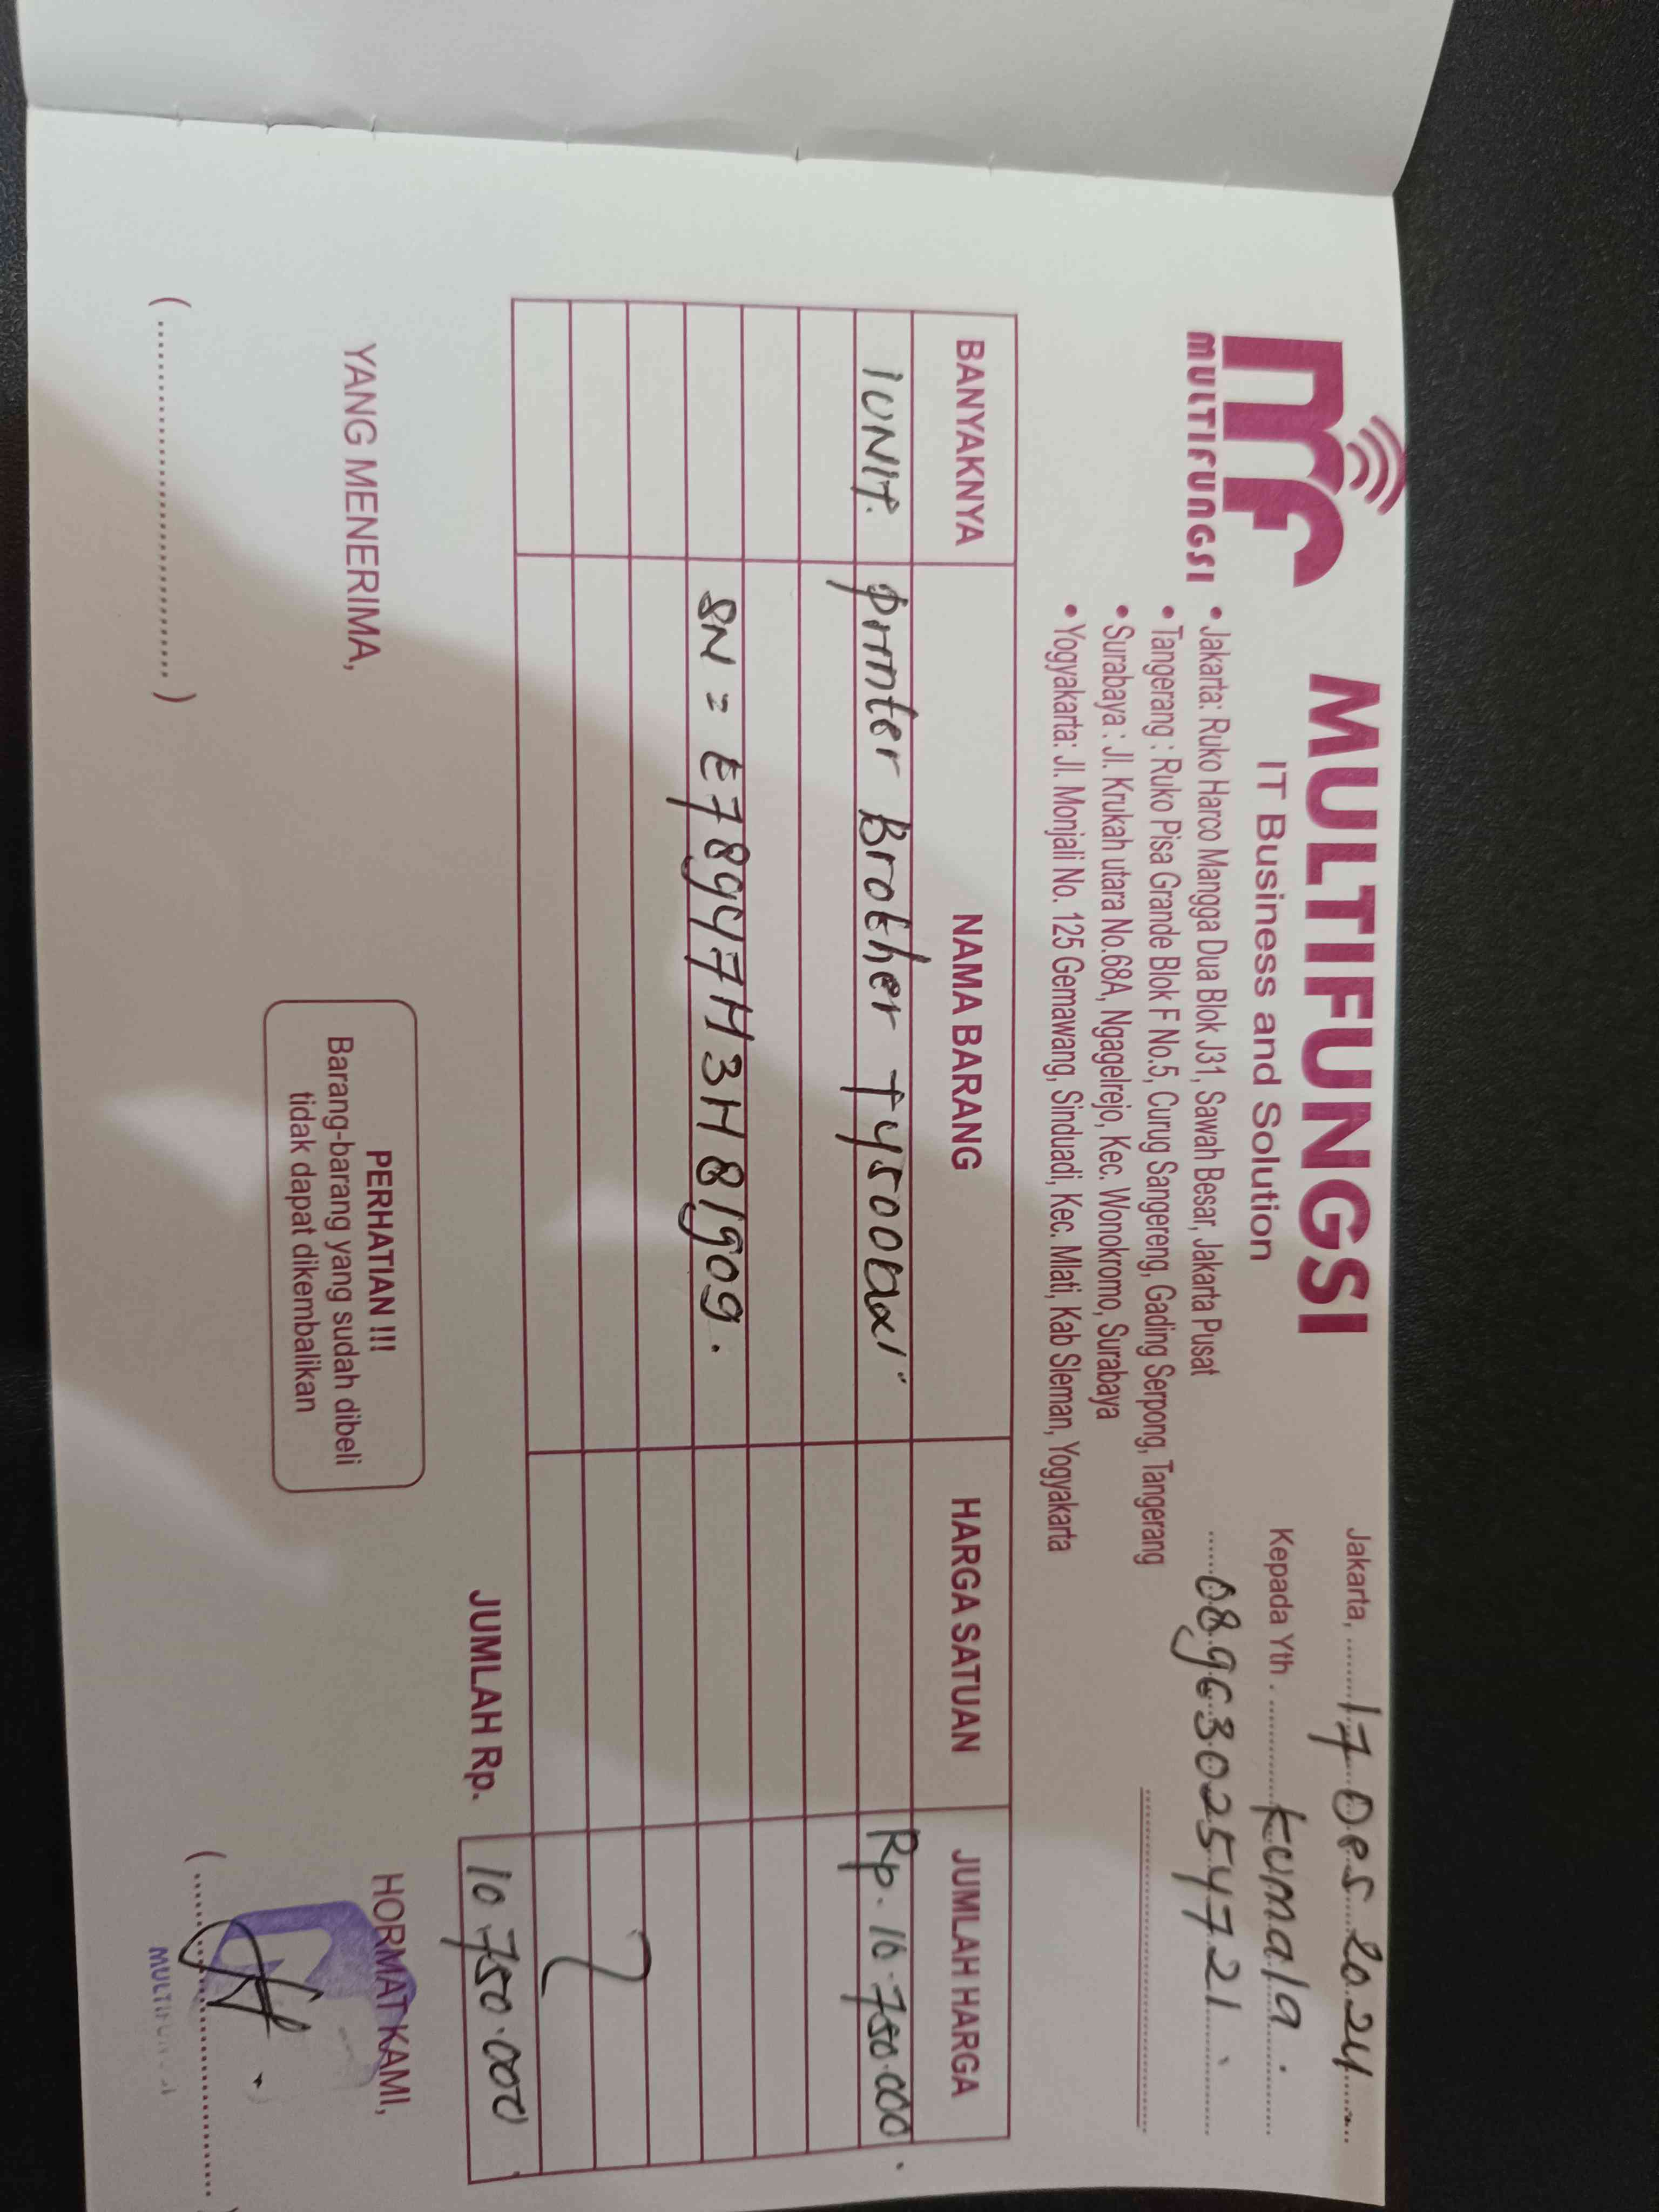 MULTIFUNGSI
MULTIFUNGSI
IT Business and Solution
• Jakarta: Ruko Harco Mangga Dua Blok J31, Sawah Besar, Jakarta Pusat
• Tangerang : Ruko Pisa Grande Blok F No.5, Curug Sangereng, Gading Serpong, Tangerang
• Surabaya : Jl. Krukah utara No.68A, Ngagelrejo, Kec. Wonokromo, Surabaya
• Yogyakarta: Jl. Monjali No. 125 Gemawang, Sinduadi, Kec. Mlati, Kab Sleman, Yogyakarta
Jakarta, 17 Des 2024
Kepada Yth. Kumala
089630254721
BANYAKNYA NAMA BARANG HARGA SATUAN JUMLAH HARGA
1 UNIT. Printer Brother T4500DW Rp. 10.750.000
SN = E78947H3H81909.
JUMLAH Rp. 10.750.000
YANG MENERIMA,
PERHATIAN !!!
Barang-barang yang sudah dibeli
tidak dapat dikembalikan
HORMAT KAMI,